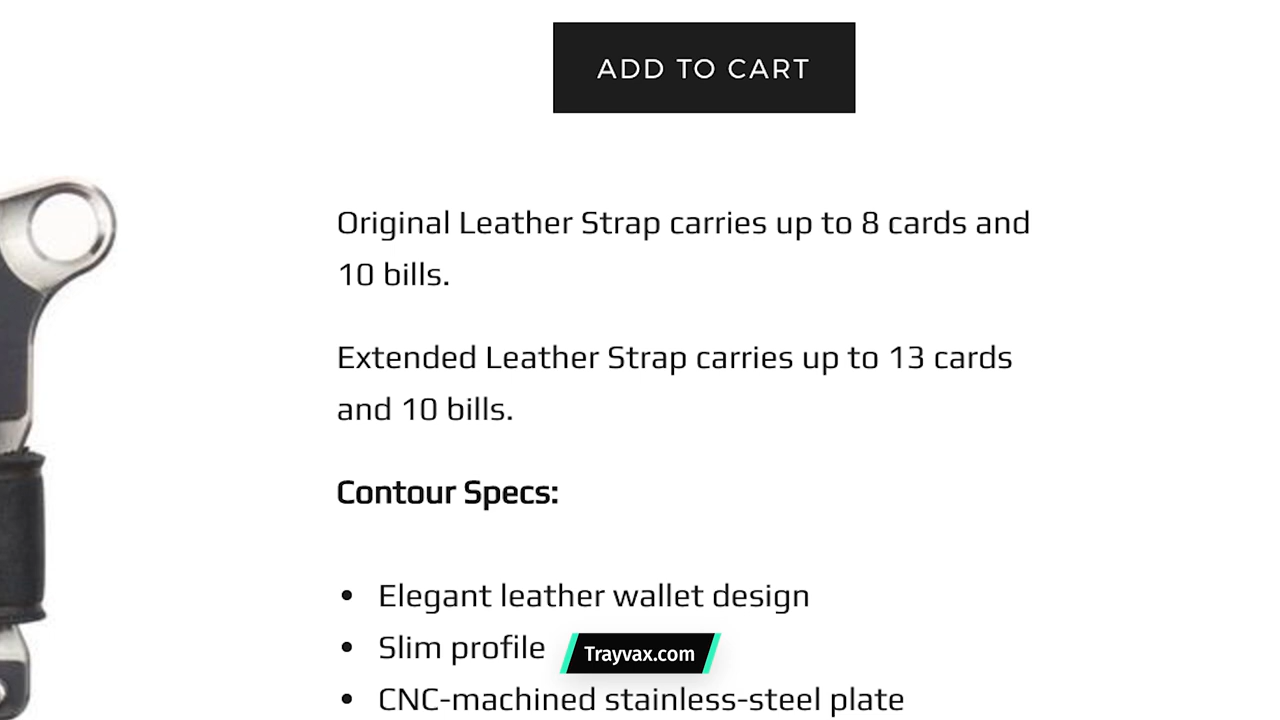 ADD TO CART
Original Leather Strap carries up to 8 cards and
10 bills.
Extended Leather Strap carries up to 13 cards
and 10 bills.
Contour Specs:
• Elegant leather wallet design
• Slim profile
Trayvax.com
• CNC-machined stainless-steel plate